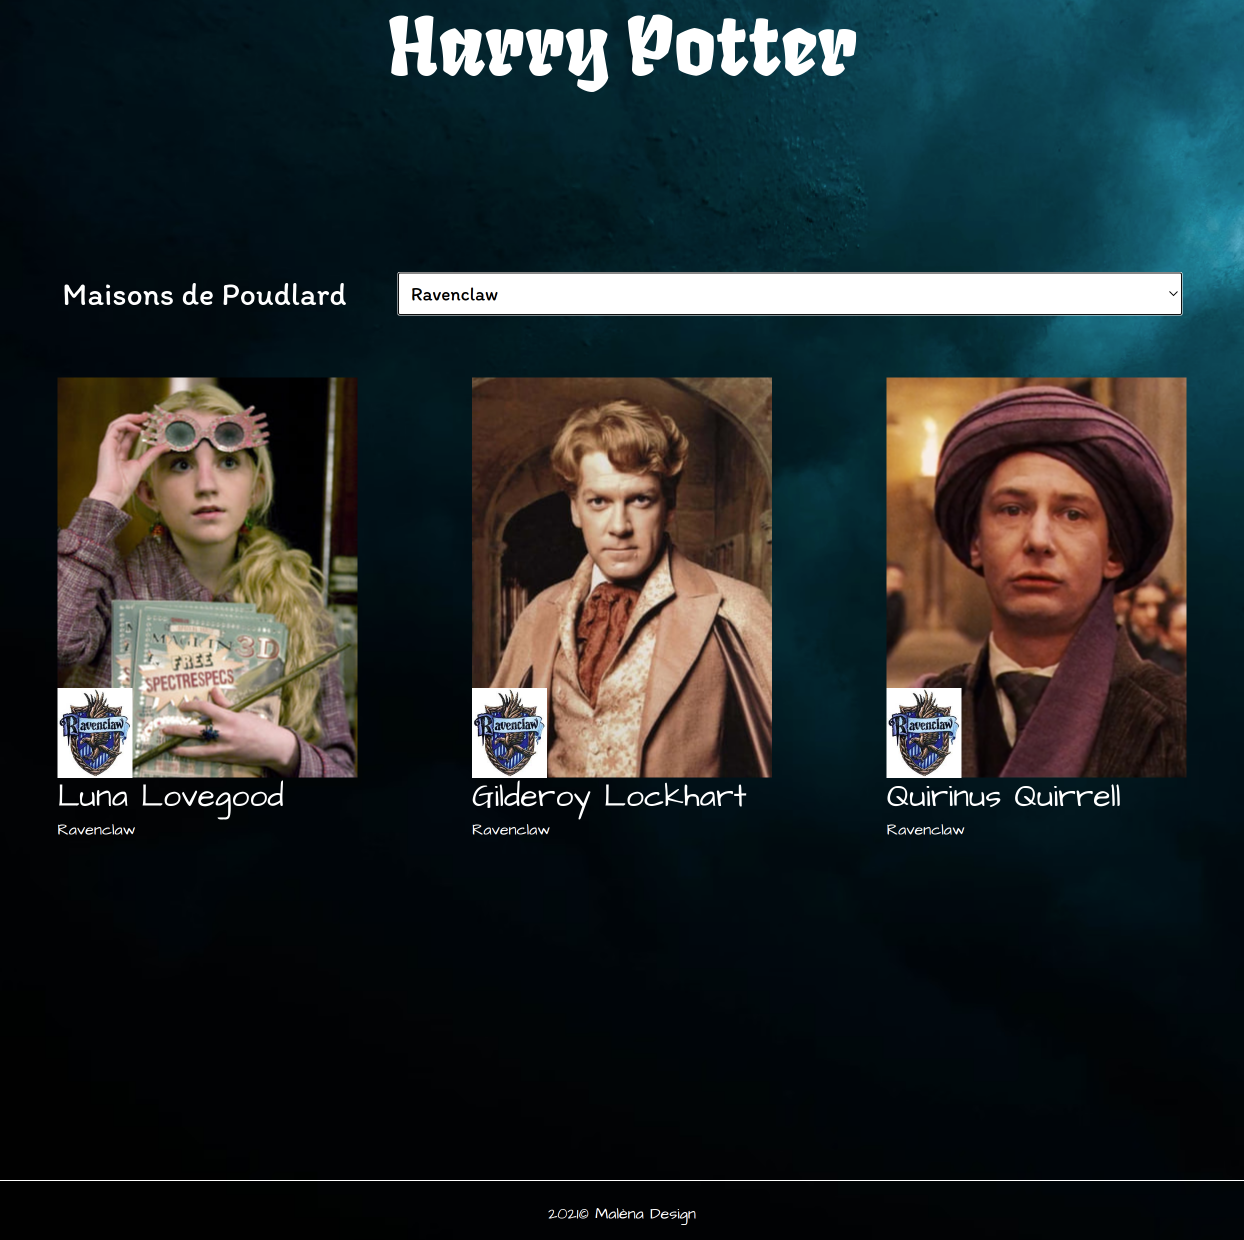 Harry Potter
Maisons de Poudlard
Ravenclaw
3D
FREE
SPECTRESPECS
Ravenclaw
Ravenclaw
Ravenclaw
Luna Lovegood
Gilderoy Lockhart
Quirinus Quirrell
Ravenclaw
Ravenclaw
Ravenclaw
2021© Maléna Design